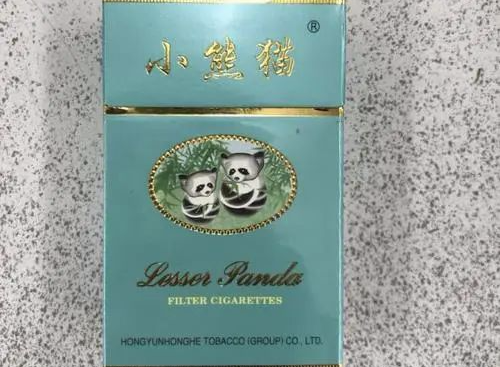 小熊猫®
Lesser Panda
FILTER CIGARETTES
HONGYUNHONGHE TOBACCO (GROUP) CO., LTD.